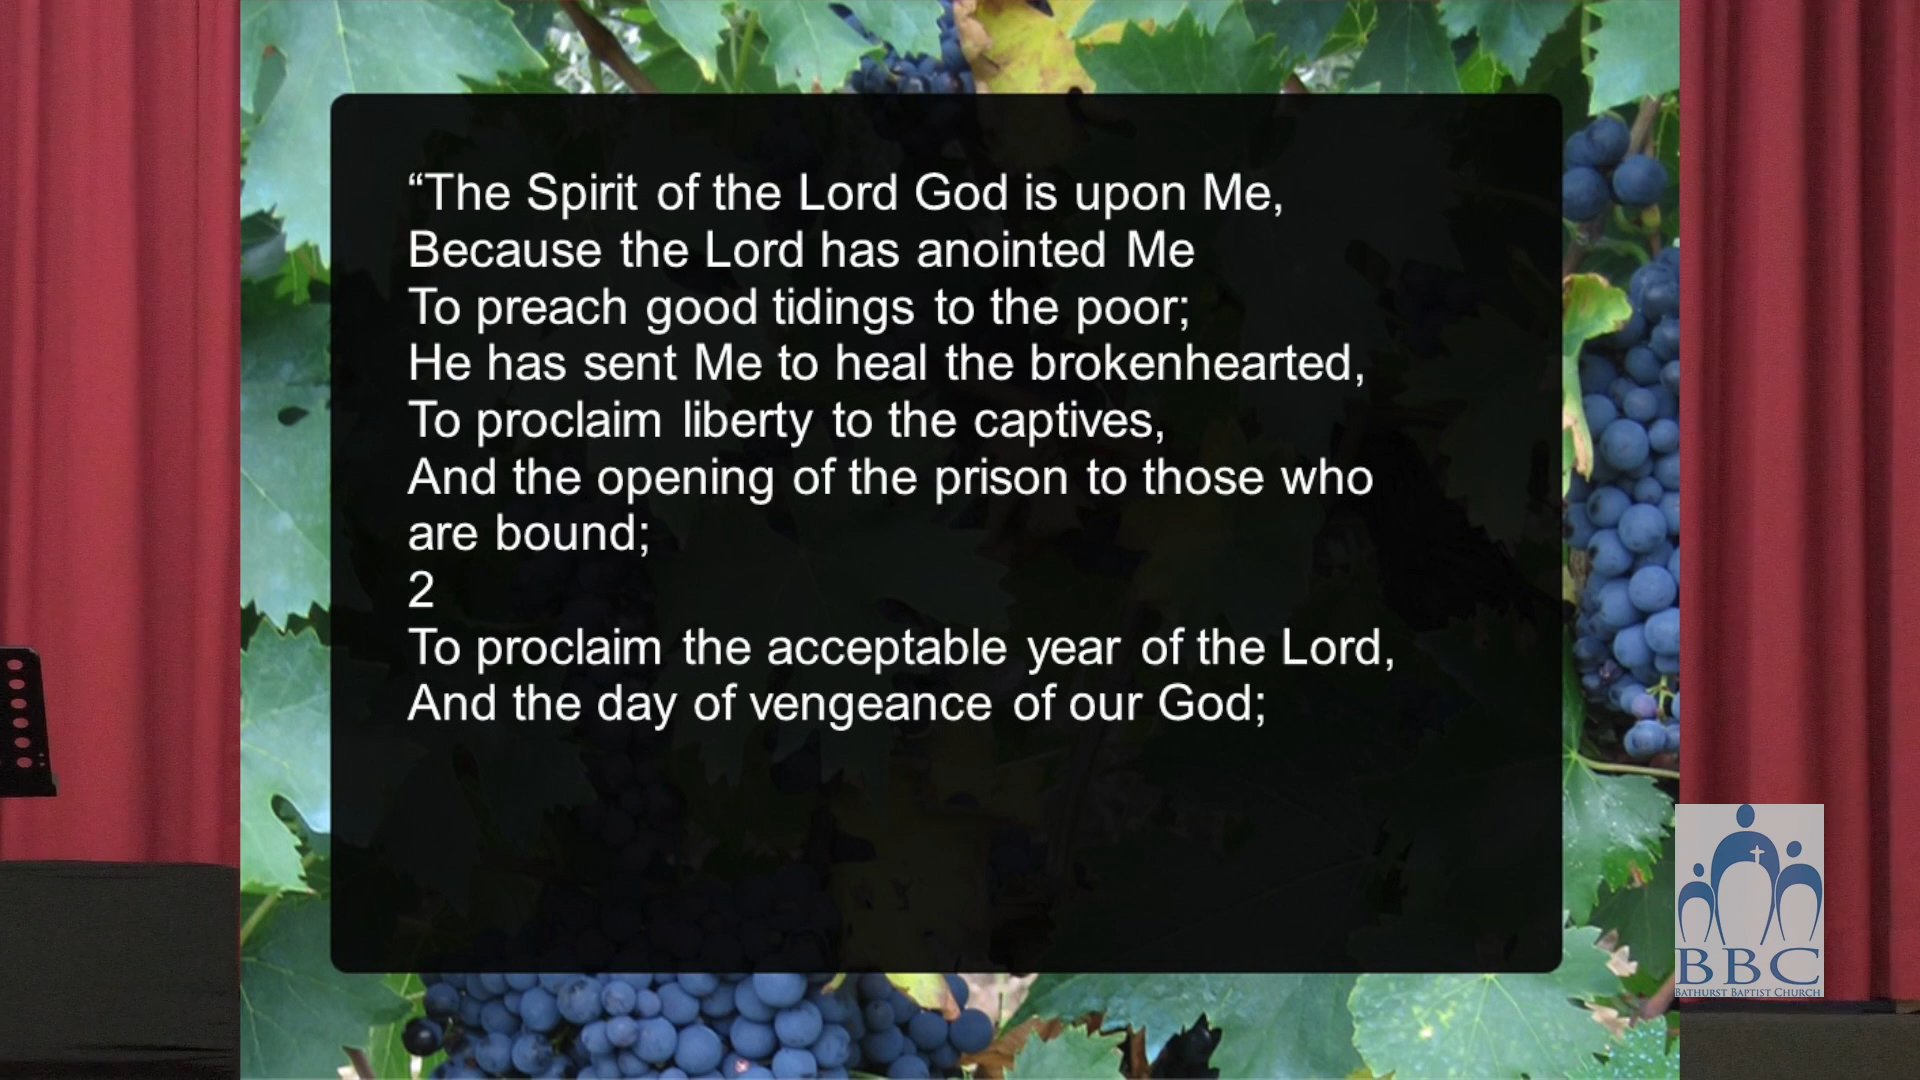 “The Spirit of the Lord God is upon Me,
Because the Lord has anointed Me
To preach good tidings to the poor;
He has sent Me to heal the brokenhearted,
To proclaim liberty to the captives,
And the opening of the prison to those who
are bound;
2
To proclaim the acceptable year of the Lord,
And the day of vengeance of our God;
BBC
BATHURST BAPTIST CHURCH